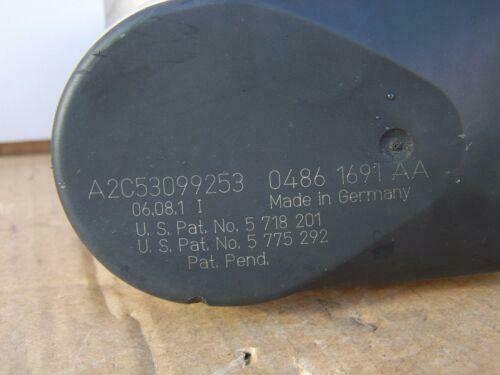 A2C53099253 0486 1691 AA
06.08.1 I Made in Germany
U. S. Pat. No. 5 718 201
U. S. Pat. No. 5 775 292
Pat. Pend.